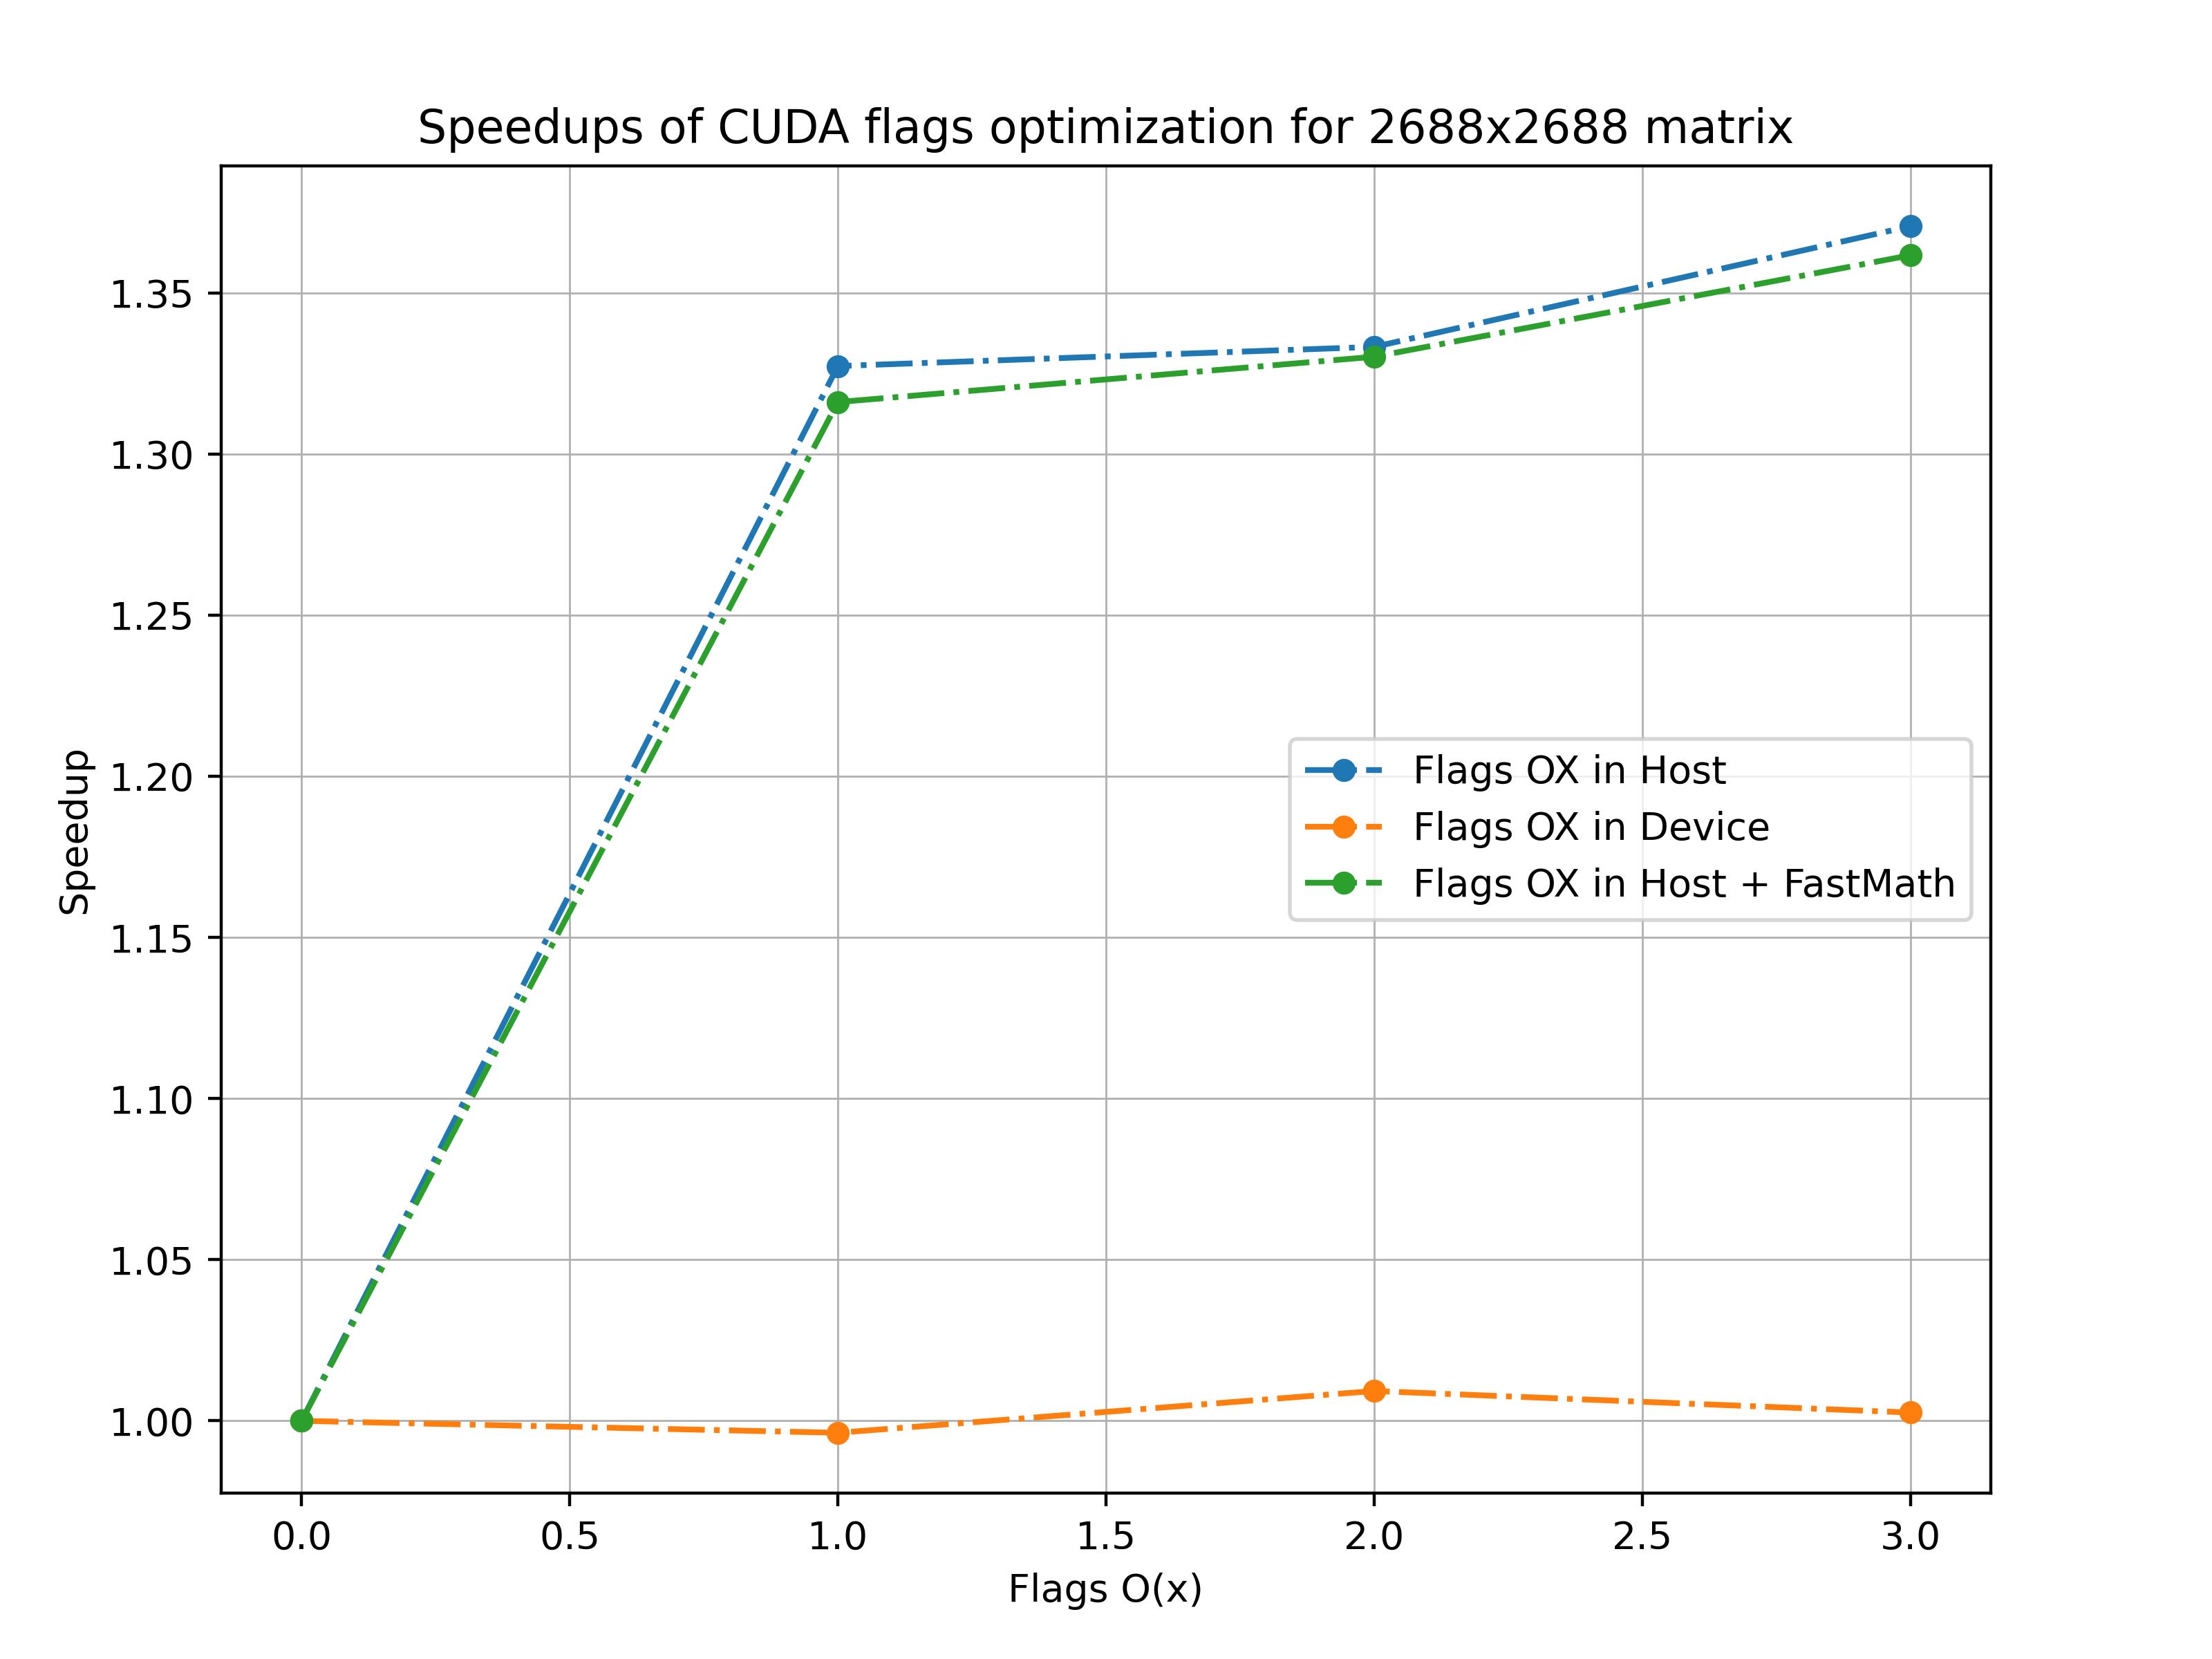 Speedups of CUDA flags optimization for 2688x2688 matrix
1.35
1.30
1.25
1.20
1.15
1.10
1.05
1.00
Speedup
Flags OX in Host
Flags OX in Device
Flags OX in Host + FastMath
0.0 0.5 1.0 1.5 2.0 2.5 3.0
Flags O(x)